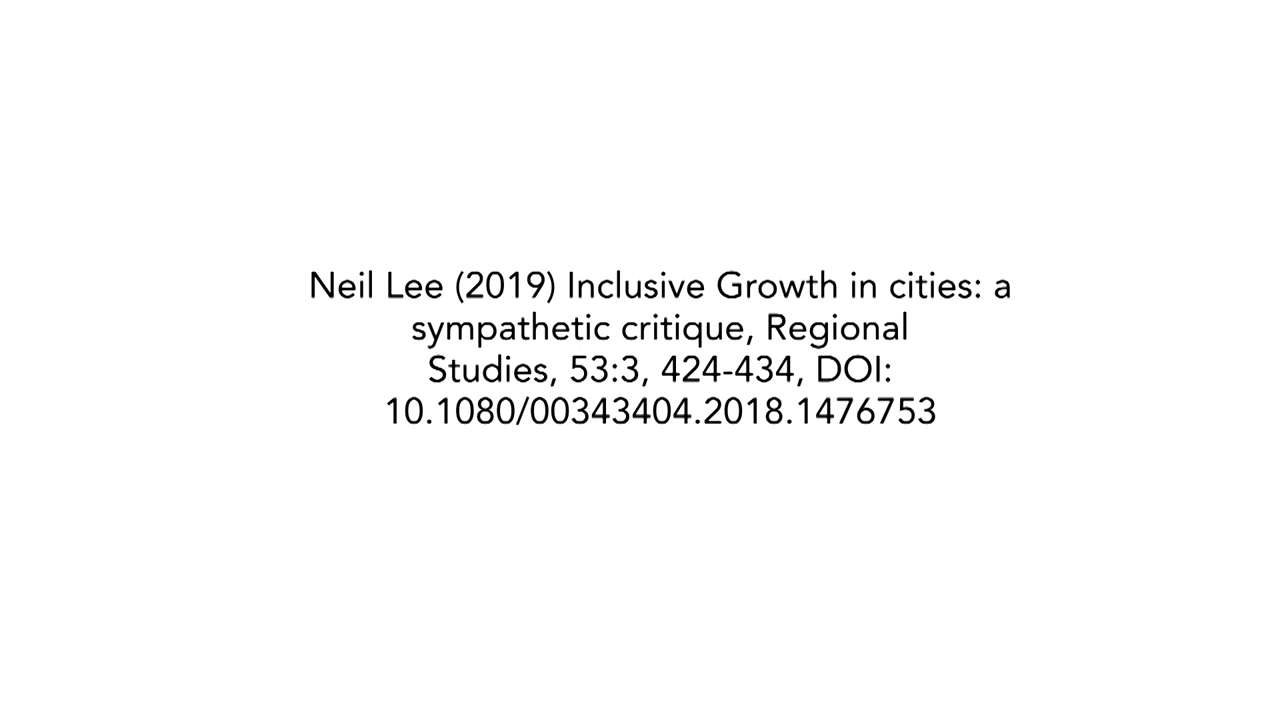 Neil Lee (2019) Inclusive Growth in cities: a
sympathetic critique, Regional
Studies, 53:3, 424-434, DOI:
10.1080/00343404.2018.1476753